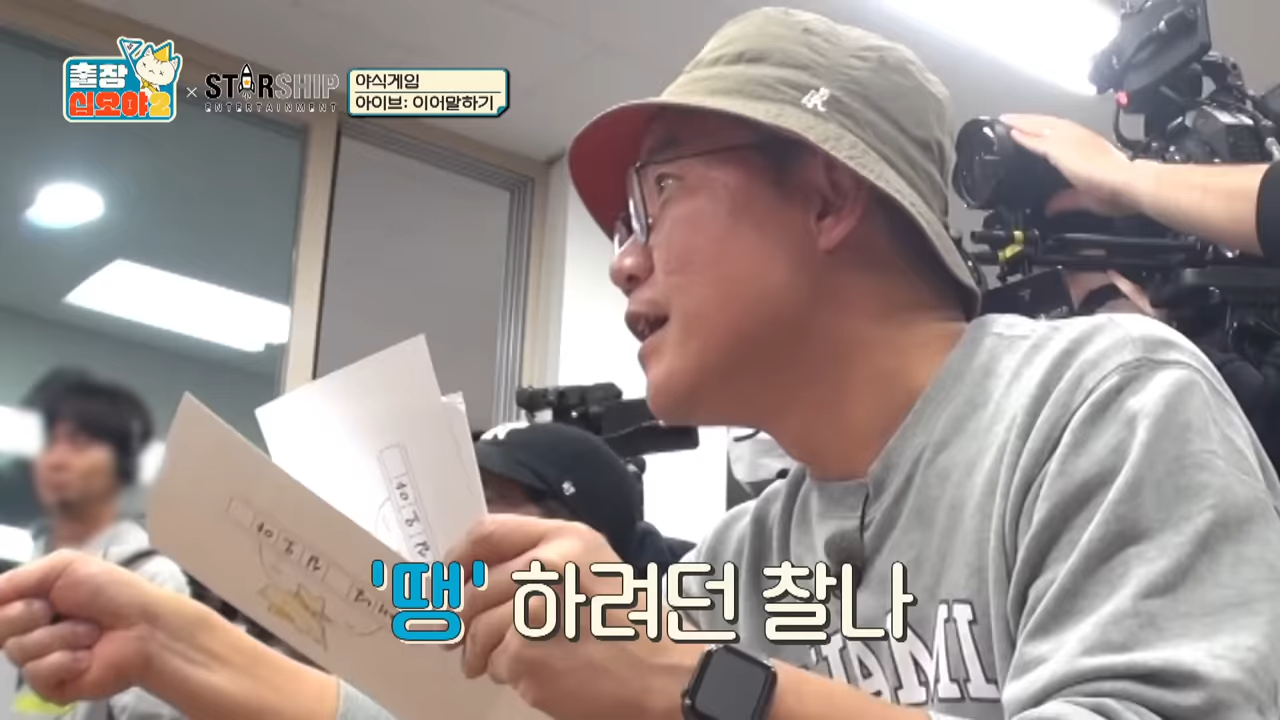 출장
십오야2
×
STARSHIP
ENTERTAINMENT
야식게임
아이브: 이어말하기
'땡' 하려던 찰나